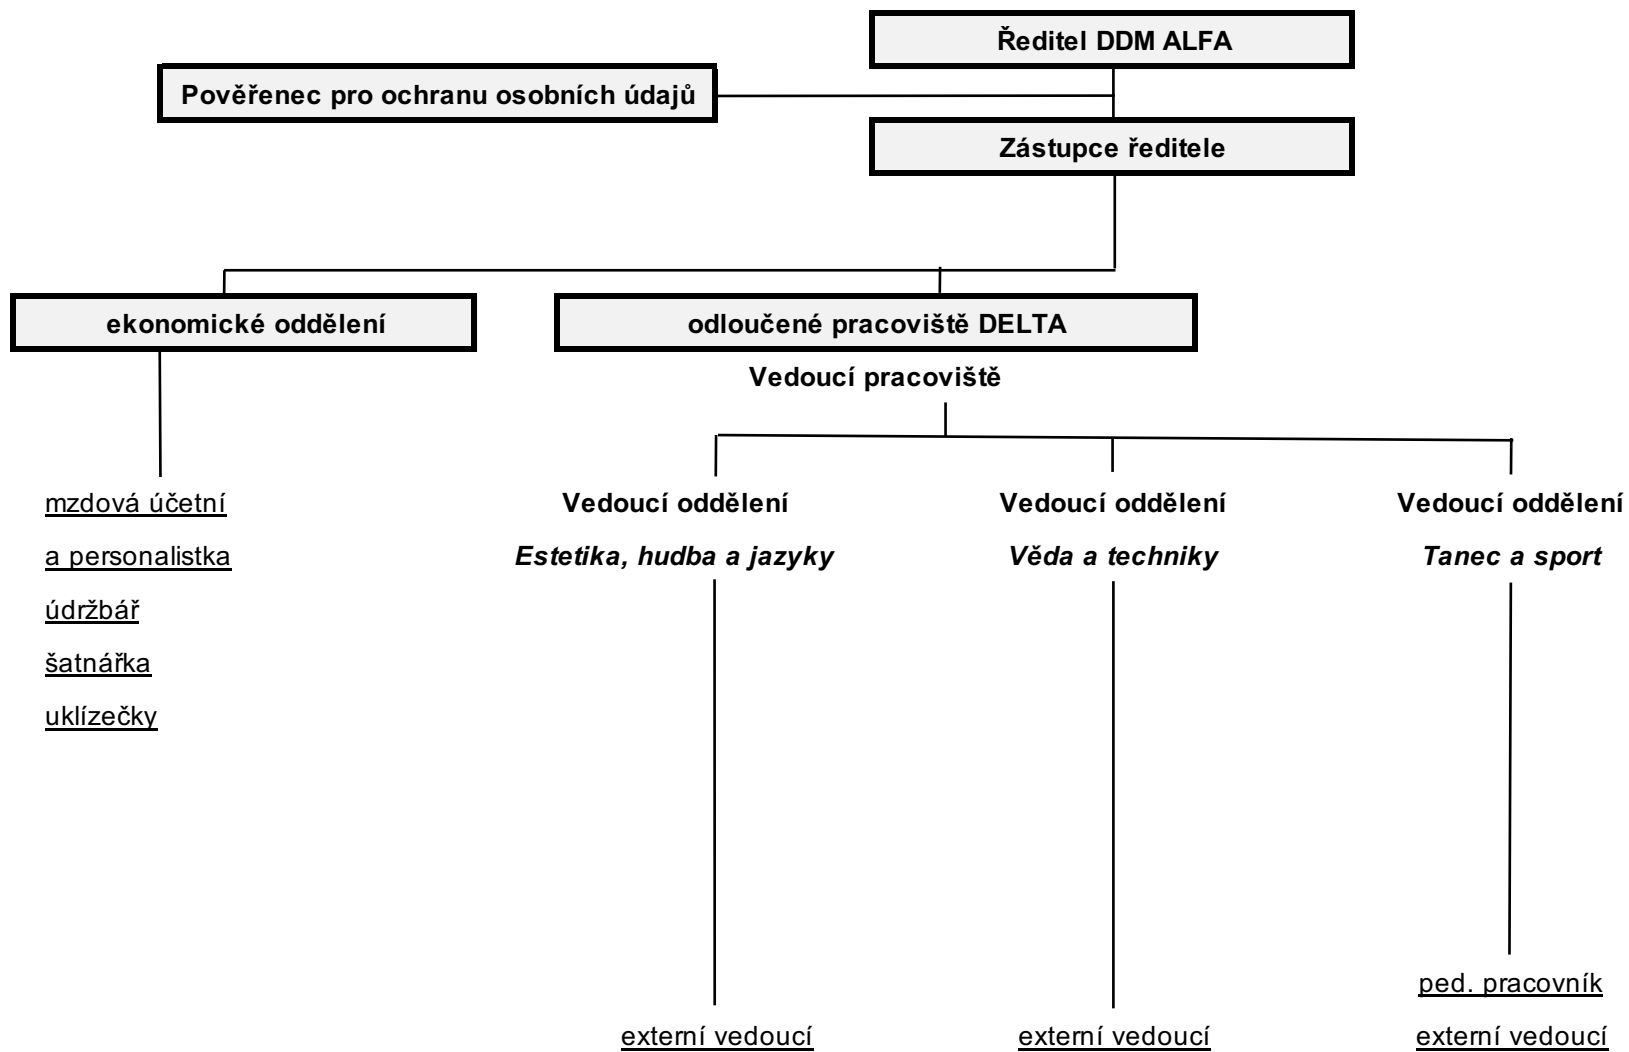 Ředitel DDM ALFA
Pověřenec pro ochranu osobních údajů
Zástupce ředitele
ekonomické oddělení
odloučené pracoviště DELTA
Vedoucí pracoviště
mzdová účetní
a personalistka
údržbář
šatnářka
uklízečky
Vedoucí oddělení
Estetika, hudba a jazyky
externí vedoucí
Vedoucí oddělení
Věda a techniky
externí vedoucí
Vedoucí oddělení
Tanec a sport
ped. pracovník
externí vedoucí